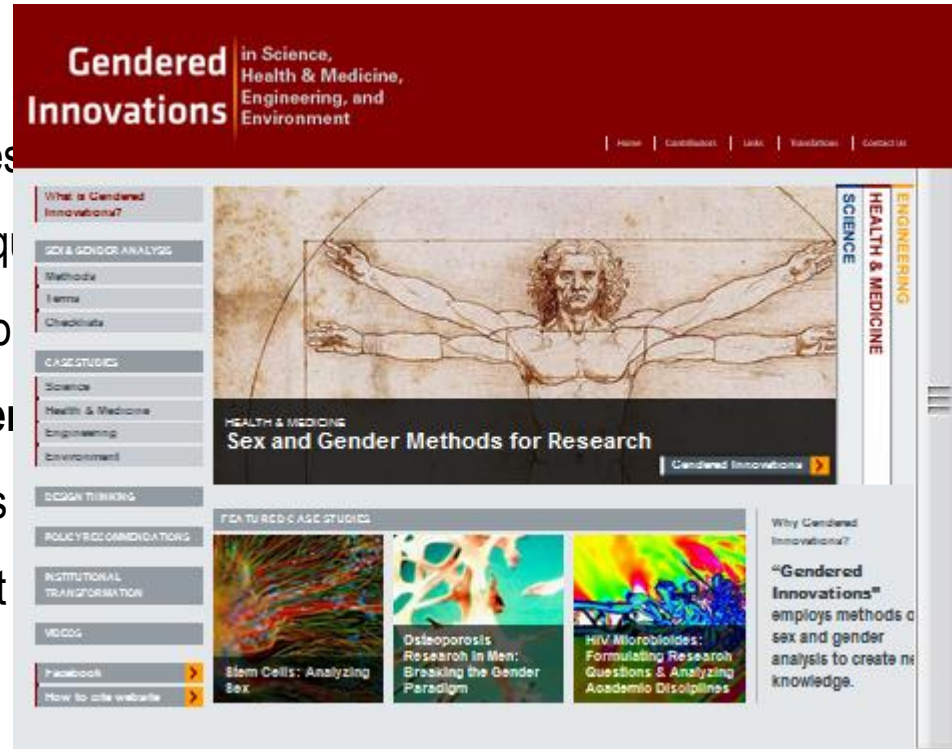 Gendered
Innovations
in Science,
Health & Medicine,
Engineering, and
Environment
Home
Contributors
Links
Translations
Contact Us
What is Gendered
Innovations?
SEX & GENDER ANALYSIS
Methods
Terms
Checklists
CASE STUDIES
Science
Health & Medicine
Engineering
Environment
DESIGN THINKING
POLICY RECOMMENDATIONS
INSTITUTIONAL
TRANSFORMATION
VIDEOS
Facebook
How to cite website
HEALTH & MEDICINE
Sex and Gender Methods for Research
Gendered Innovations
SCIENCE
HEALTH & MEDICINE
ENGINEERING
FEATURED CASE STUDIES
Stem Cells: Analyzing
Sex
Osteoporosis
Research in Men:
Breaking the Gender
Paradigm
HIV Microbicides:
Formulating Research
Questions & Analyzing
Academic Disciplines
Why Gendered
Innovations?
“Gendered
Innovations”
employs methods
sex and gender
analysis to create
knowledge.